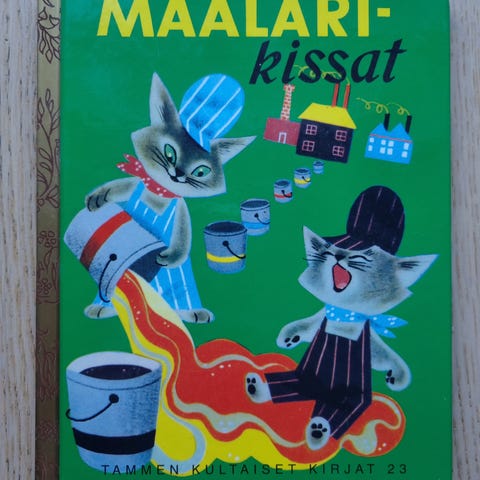 MAALARI-
kissat
TAMMEN KULTAISET KIRJAT 23